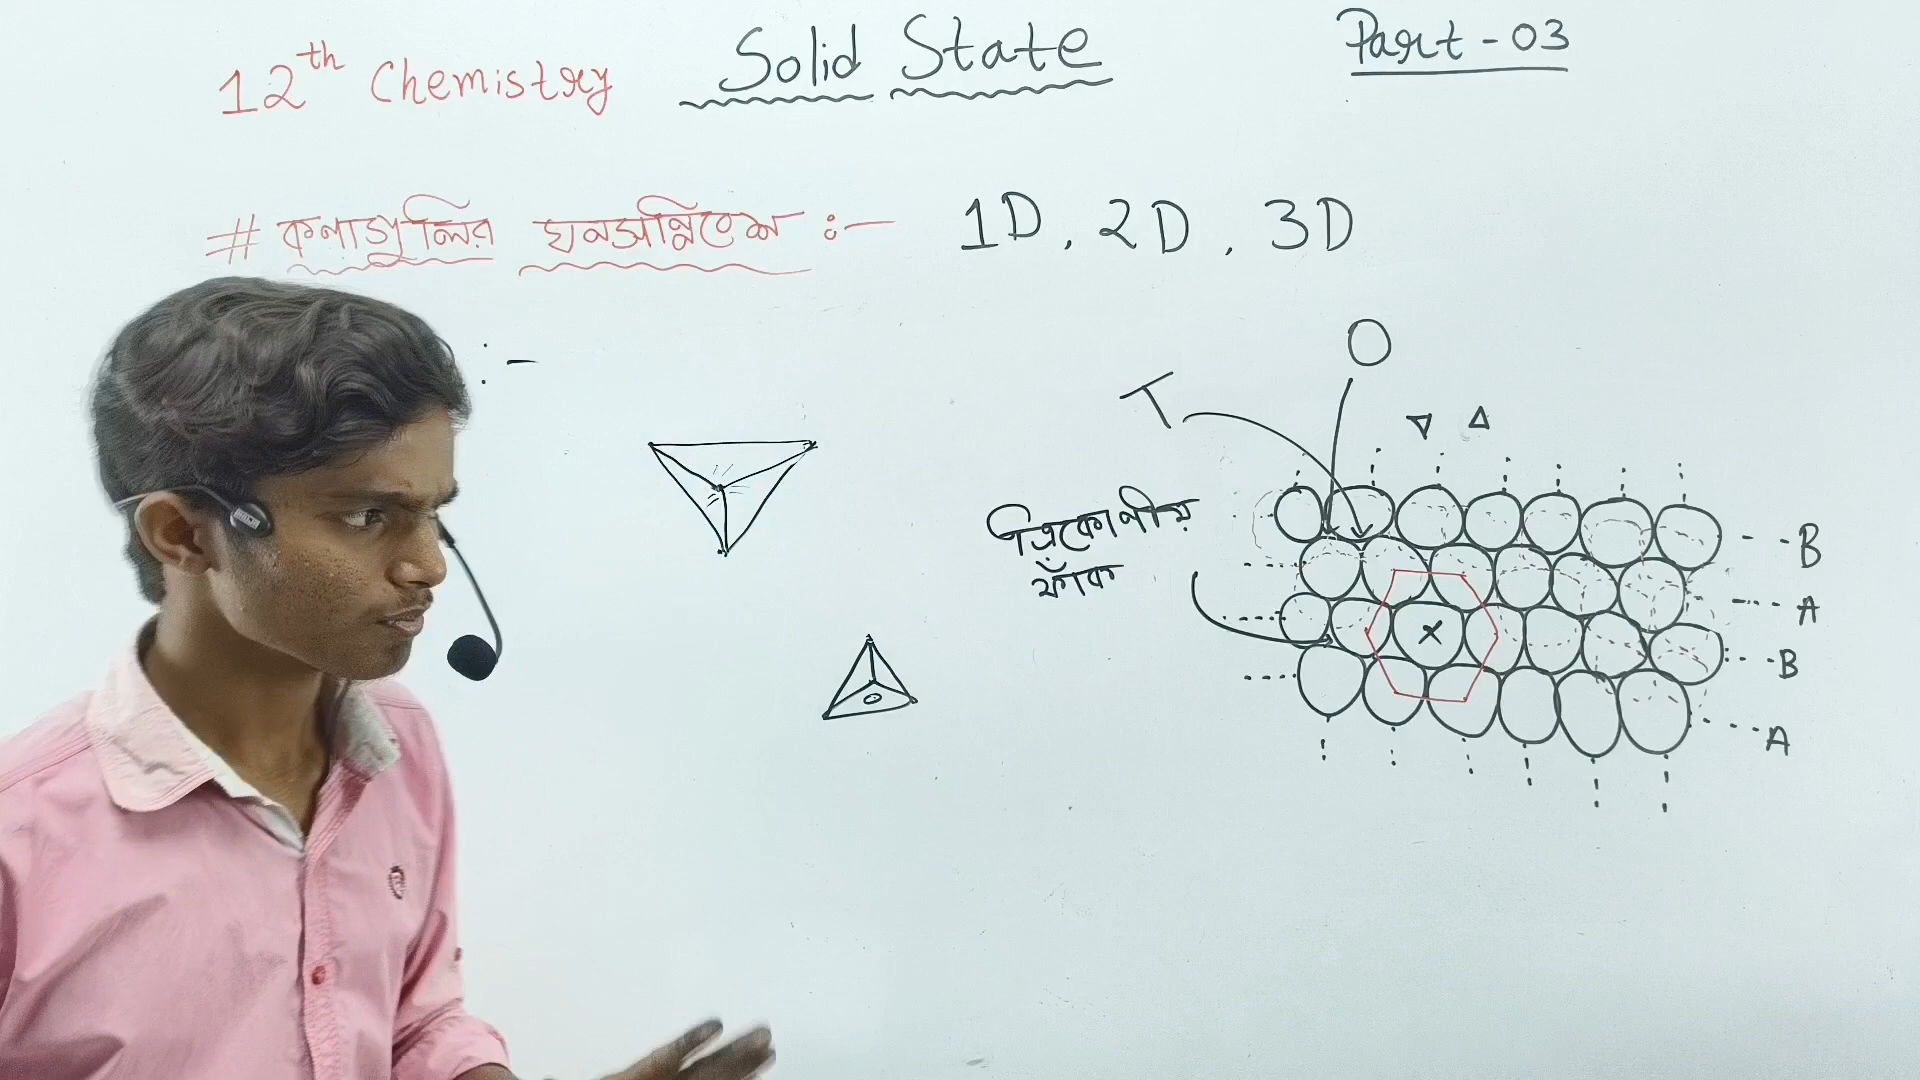 12th Chemistry Solid State Part - 03
# কণাগুলির ঘনসন্নিবেশ :- 1D, 2D, 3D
: -
O
T
ত্রিকোণীয়
ফাঁক
B
A
X
B
A